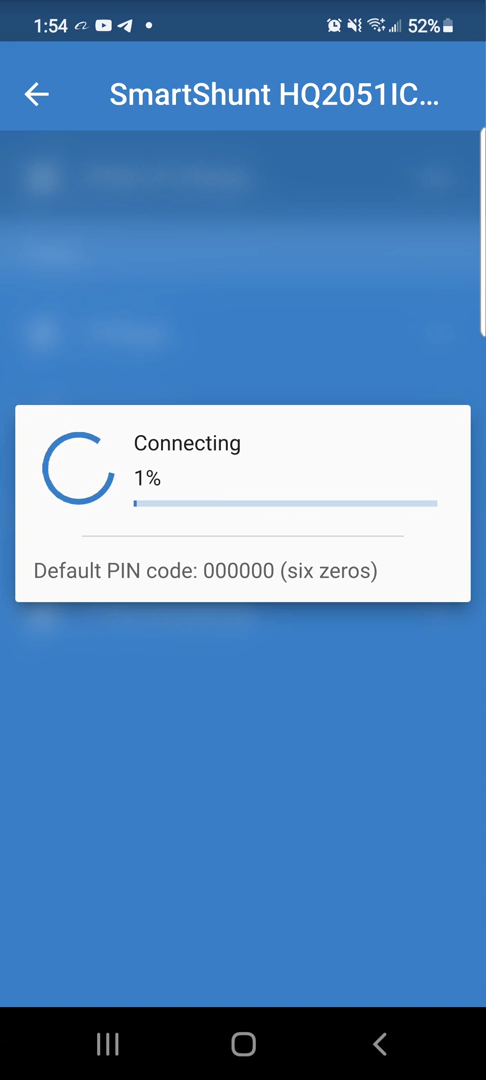 1:54
52%
SmartShunt HQ2051IC...
Connecting
1%
Default PIN code: 000000 (six zeros)